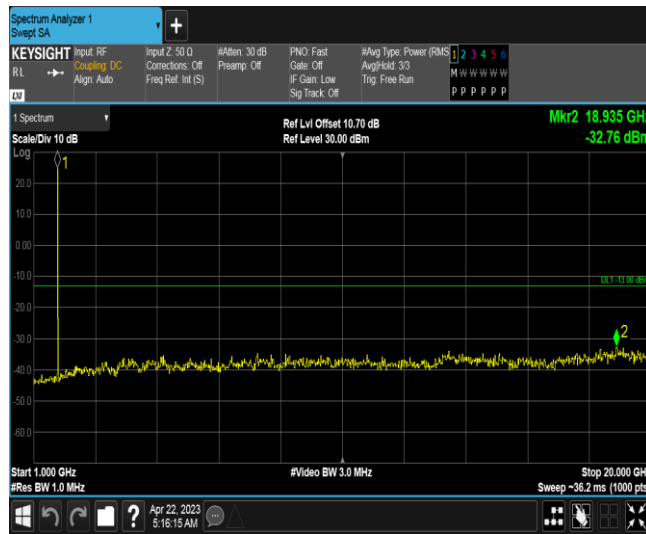 Spectrum Analyzer 1
Swept SA
+
KEYSIGHT Input: RF Input Z: 50 Ω #Atten: 30 dB PNO: Fast #Avg Type: Power (RMS 1 2 3 4 5 6
RL Coupling: DC Corrections: Off Preamp: Off Gate: Off Avg|Hold: 3/3 M W W W W W
Align: Auto Freq Ref: Int (S) IF Gain: Low Trig: Free Run
LXI Sig Track: Off P P P P P P
1 Spectrum Ref Lvl Offset 10.70 dB Mkr2 18.935 GHz
Scale/Div 10 dB Ref Level 30.00 dBm -32.76 dBm
Log 1
20.0
10.0
0.00
-10.0 DL1 -13.00 dBm
-20.0
-30.0 2
-40.0
-50.0
-60.0
Start 1.000 GHz #Video BW 3.0 MHz Stop 20.000 GH
#Res BW 1.0 MHz Sweep ~36.2 ms (1000 pts
? Apr 22, 2023
5:16:15 AM